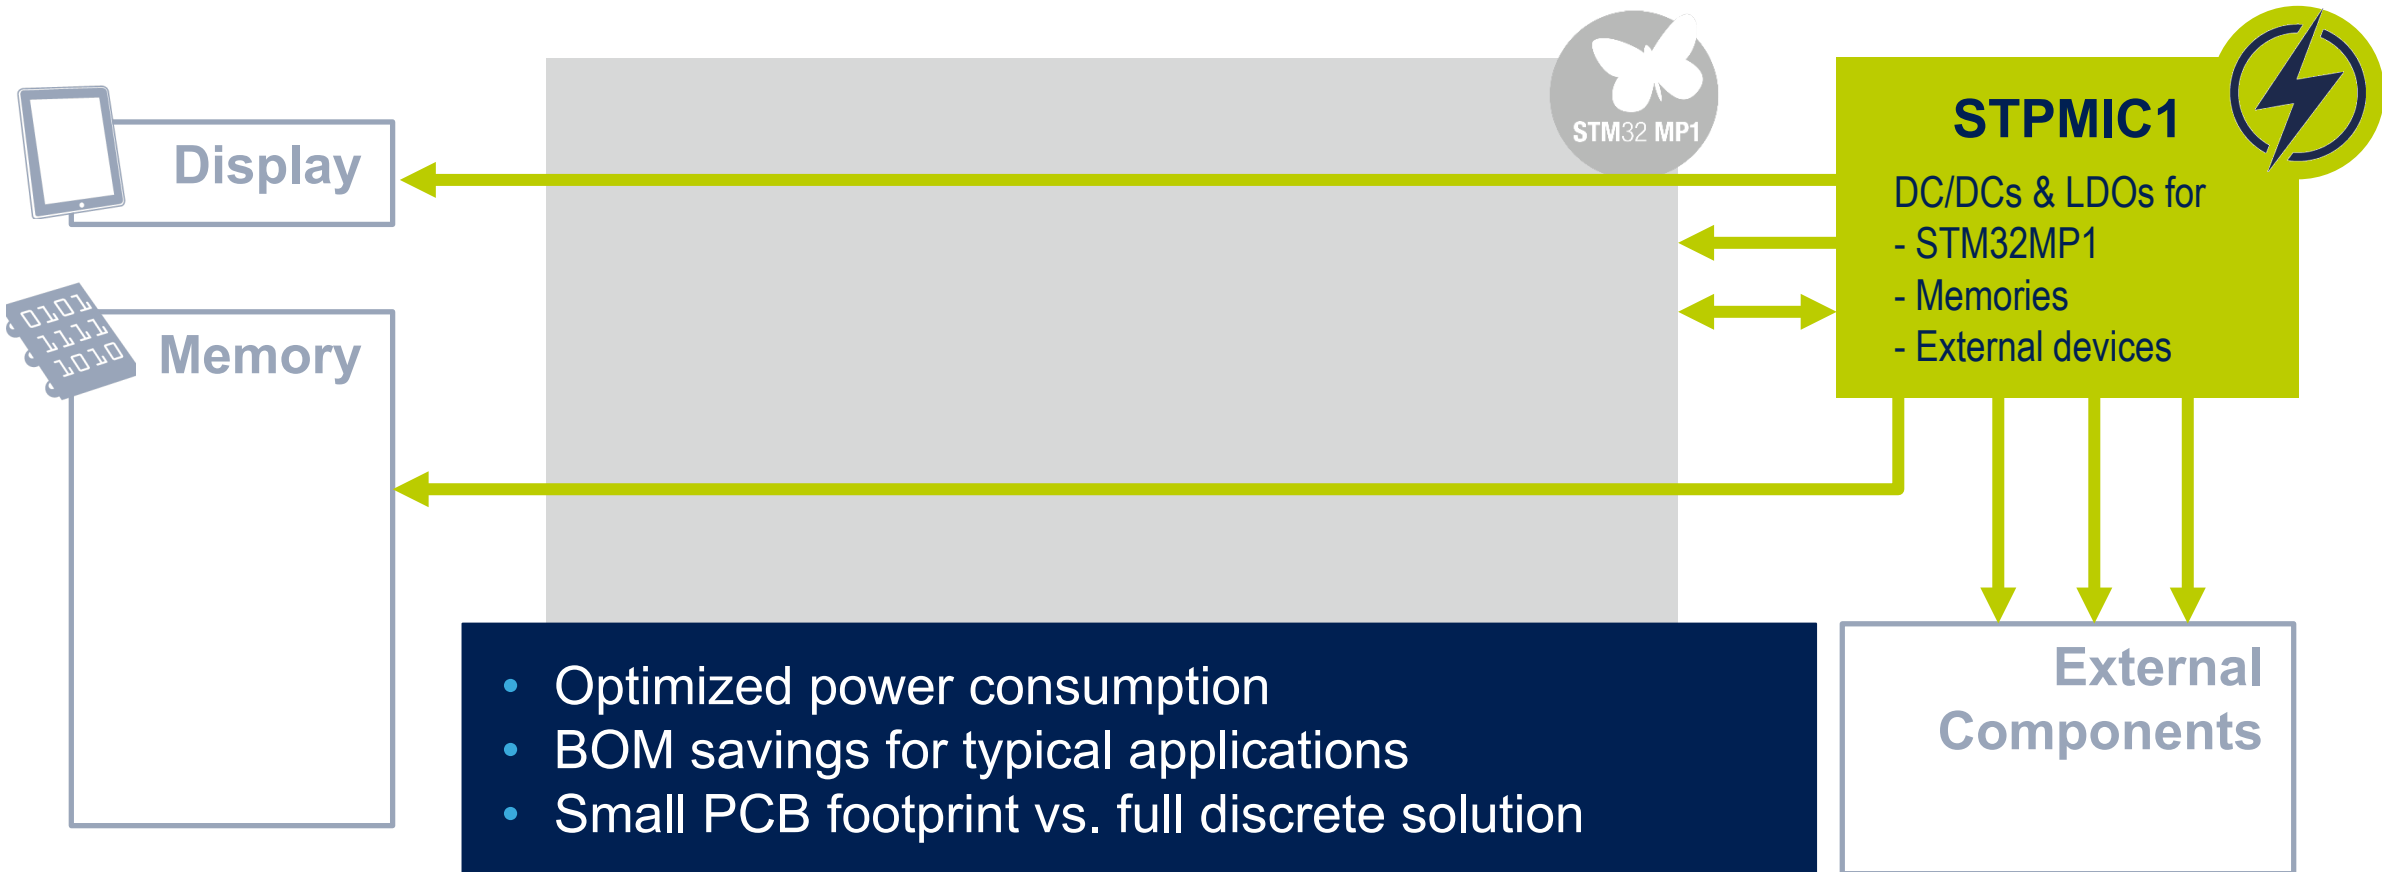 STM32 MP1
STPMIC1
Display
DC/DCs & LDOs for
- STM32MP1
- Memories
- External devices
0101
1111
1010
Memory
• Optimized power consumption
• BOM savings for typical applications
• Small PCB footprint vs. full discrete solution
External
Components